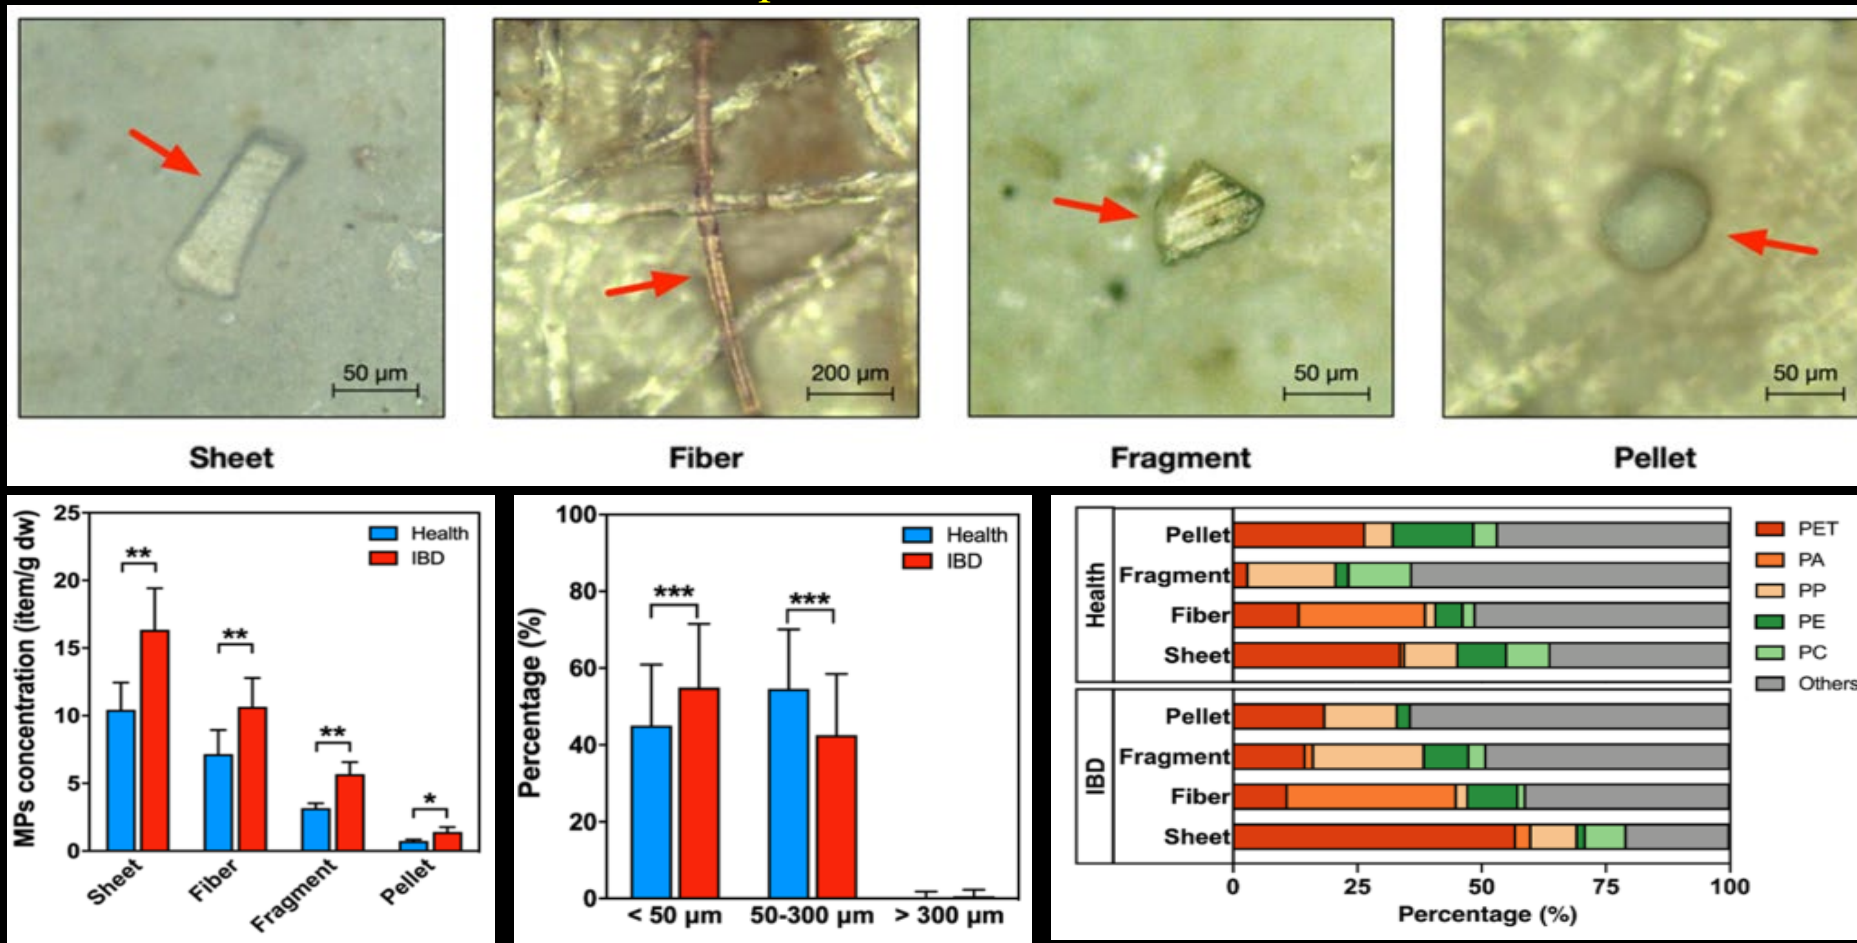 50 µm
200 µm
50 µm
50 µm
Sheet
Fiber
Fragment
Pellet
MPs concentration (item/g dw)
25
20
15
10
5
0
Health
IBD
**
**
**
*
Sheet
Fiber
Fragment
Pellet
Percentage (%)
100
80
60
40
20
0
Health
IBD
***
***
< 50 µm
50-300 µm
> 300 µm
Health
Pellet
Fragment
Fiber
Sheet
IBD
Pellet
Fragment
Fiber
Sheet
0
25
50
75
100
Percentage (%)
PET
PA
PP
PE
PC
Others